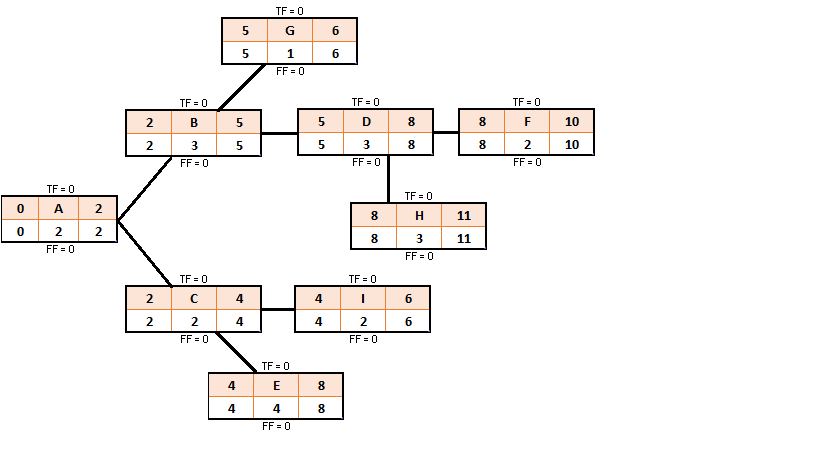 TF = 0
5 G 6
5 1 6
FF = 0
TF = 0
2 B 5
2 3 5
FF = 0
TF = 0
5 D 8
5 3 8
FF = 0
TF = 0
8 F 10
8 2 10
FF = 0
TF = 0
0 A 2
0 2 2
FF = 0
TF = 0
8 H 11
8 3 11
FF = 0
TF = 0
2 C 4
2 2 4
FF = 0
TF = 0
4 I 6
4 2 6
FF = 0
TF = 0
4 E 8
4 4 8
FF = 0